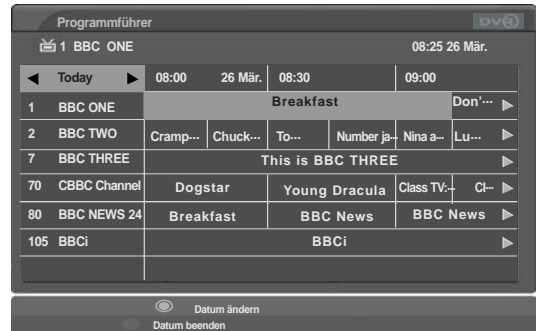 Programmführer DVR
1 BBC ONE 08:25 26 Mär.
Today 08:00 26 Mär. 08:30 09:00
1 BBC ONE Breakfast Don'...
2 BBC TWO Cramp... Chuck... To... Number ja... Nina a... Lu...
7 BBC THREE This is BBC THREE
70 CBBC Channel Dogstar Young Dracula Class TV:... Cl...
80 BBC NEWS 24 Breakfast BBC News BBC News
105 BBCi BBCi
Datum ändern
Datum beenden